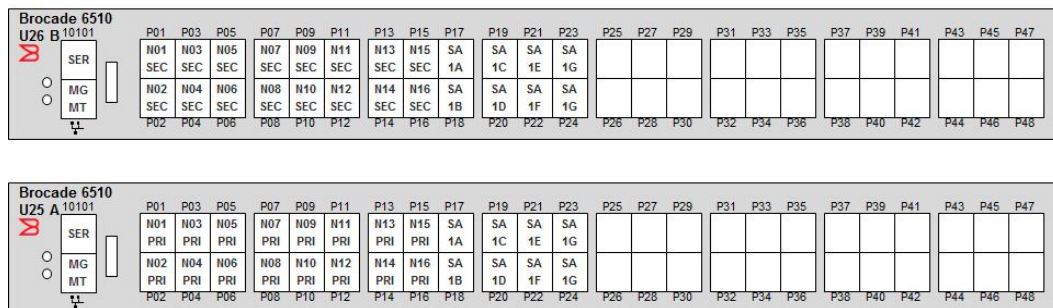 Brocade 6510
U26 B 10101 P01 P03 P05 P07 P09 P11 P13 P15 P17 P19 P21 P23 P25 P27 P29 P31 P33 P35 P37 P39 P41 P43 P45 P47
SER N01 N03 N05 N07 N09 N11 N13 N15 SA SA SA SA
SEC SEC SEC SEC SEC SEC SEC SEC 1A 1C 1E 1G
MG N02 N04 N06 N08 N10 N12 N14 N16 SA SA SA SA
MT SEC SEC SEC SEC SEC SEC SEC SEC 1B 1D 1F 1G
P02 P04 P06 P08 P10 P12 P14 P16 P18 P20 P22 P24 P26 P28 P30 P32 P34 P36 P38 P40 P42 P44 P46 P48
Brocade 6510
U25 A 10101 P01 P03 P05 P07 P09 P11 P13 P15 P17 P19 P21 P23 P25 P27 P29 P31 P33 P35 P37 P39 P41 P43 P45 P47
SER N01 N03 N05 N07 N09 N11 N13 N15 SA SA SA SA
PRI PRI PRI PRI PRI PRI PRI PRI 1A 1C 1E 1G
MG N02 N04 N06 N08 N10 N12 N14 N16 SA SA SA SA
MT PRI PRI PRI PRI PRI PRI PRI PRI 1B 1D 1F 1G
P02 P04 P06 P08 P10 P12 P14 P16 P18 P20 P22 P24 P26 P28 P30 P32 P34 P36 P38 P40 P42 P44 P46 P48